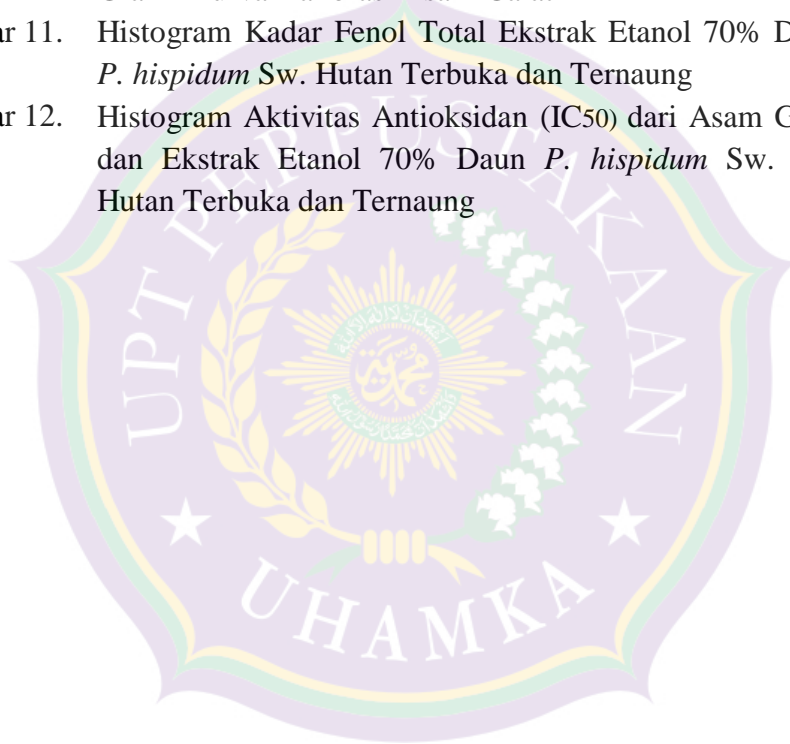 ar 11. Histogram Kadar Fenol Total Ekstrak Etanol 70% D
P. hispidum Sw. Hutan Terbuka dan Ternaung
ar 12. Histogram Aktivitas Antioksidan (IC50) dari Asam G
dan Ekstrak Etanol 70% Daun P. hispidum Sw.
Hutan Terbuka dan Ternaung
UPT PERPUSTAKAAN
UHAMKA